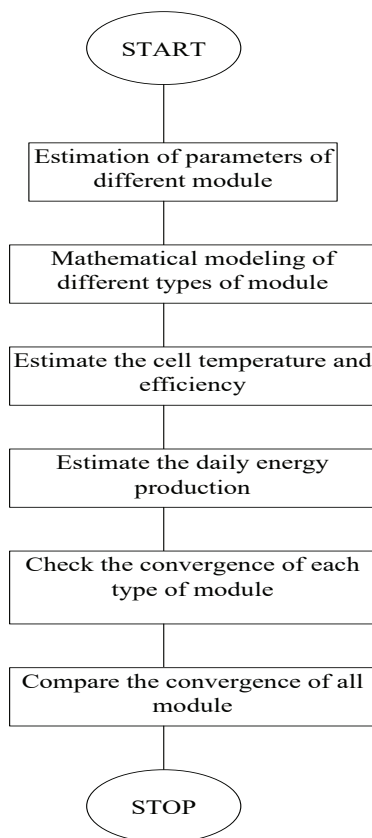 START
Estimation of parameters of
different module
Mathematical modeling of
different types of module
Estimate the cell temperature and
efficiency
Estimate the daily energy
production
Check the convergence of each
type of module
Compare the convergence of all
module
STOP